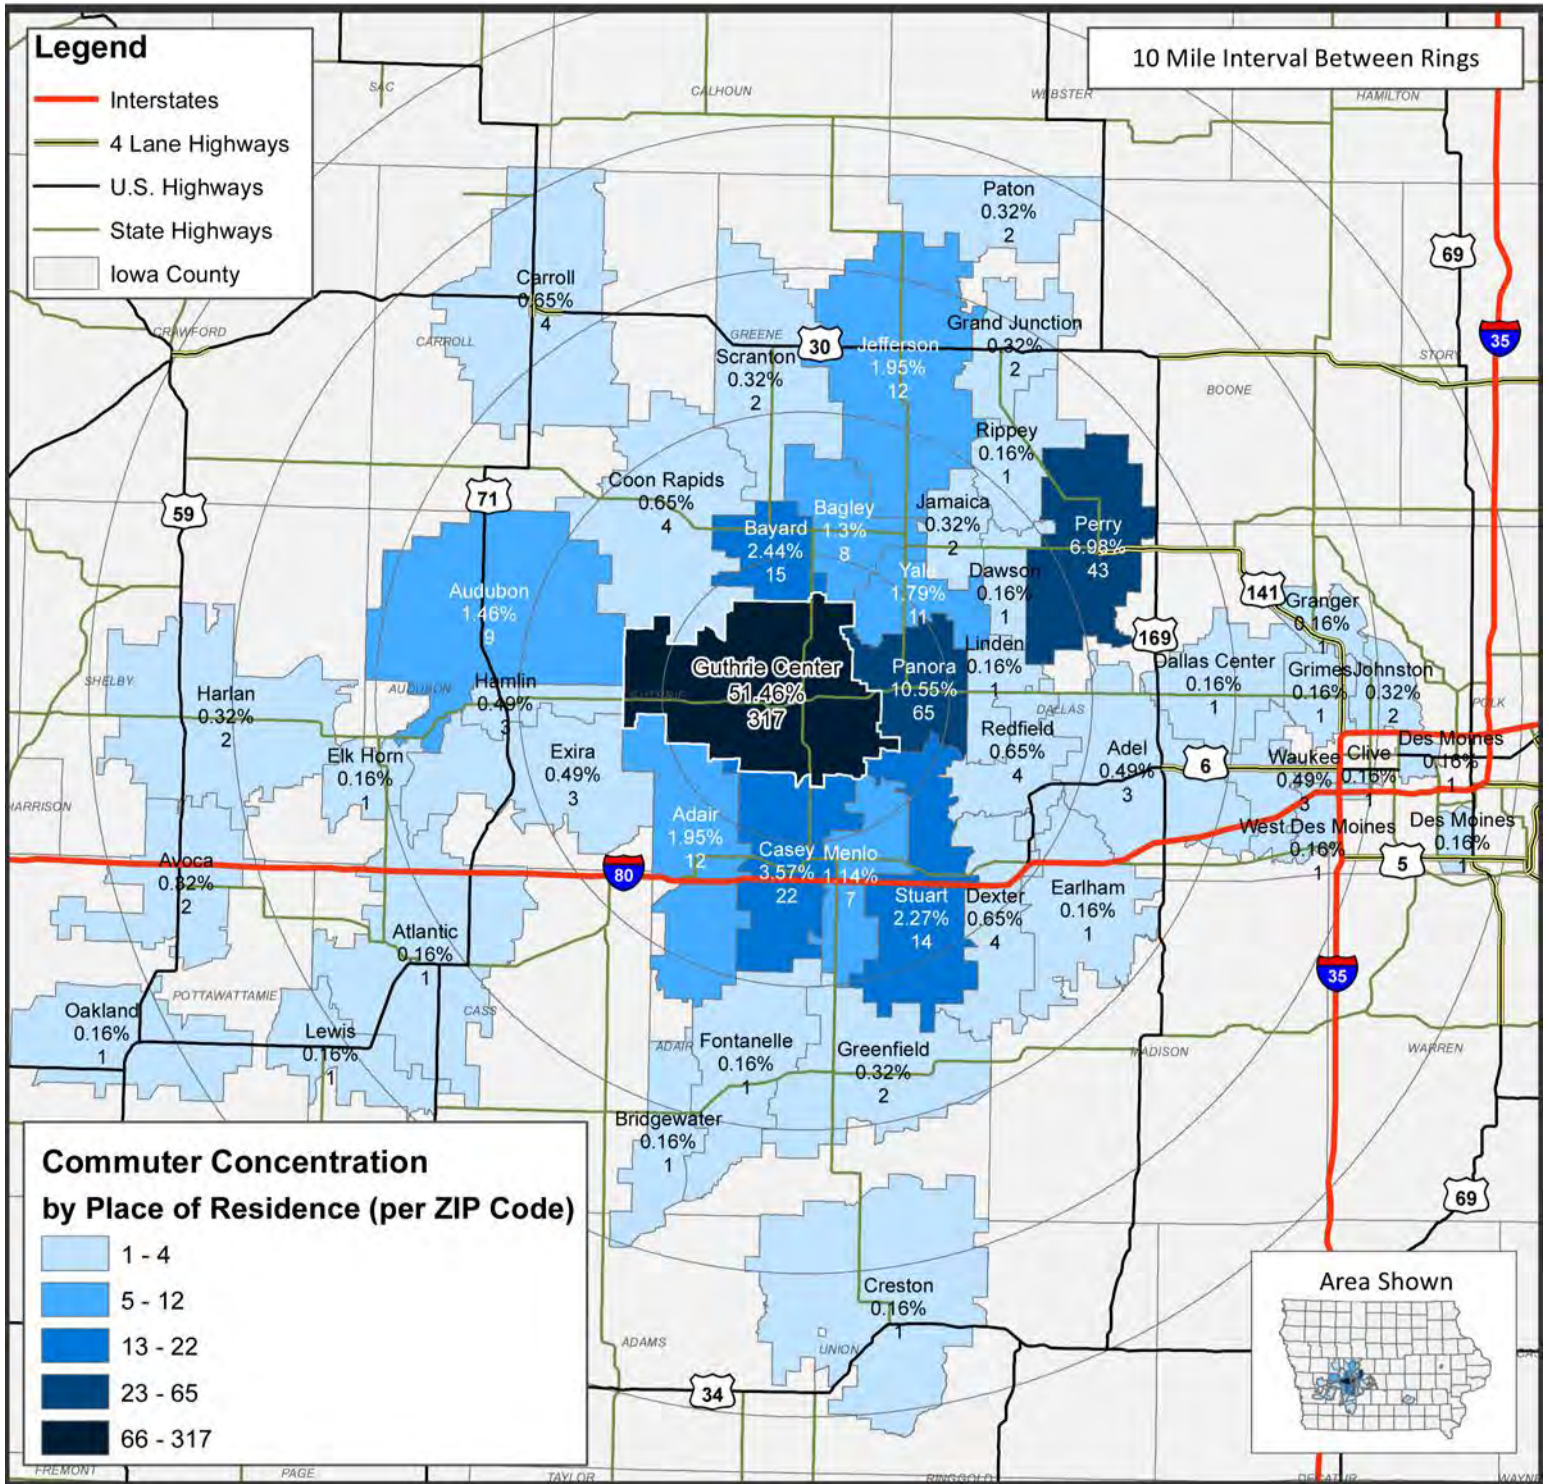 Legend
Interstates
4 Lane Highways
U.S. Highways
State Highways
Iowa County
10 Mile Interval Between Rings
SAC
CALHOUN
WEBSTER
HAMILTON
Paton
0.32%
2
69
Carroll
0.65%
4
CRAWFORD
CARROLL
GREENE
30
Jefferson
1.95%
12
Grand Junction
0.32%
2
35
STORY
Scranton
0.32%
2
BOONE
Rippey
0.16%
1
59
71
Coon Rapids
0.65%
4
Bayard
2.44%
15
Bagley
1.3%
8
Jamaica
0.32%
2
Perry
6.98%
43
Audubon
1.46%
9
Yale
1.79%
11
Dawson
0.16%
1
141
Granger
0.16%
1
169
SHELBY
Harlan
0.32%
2
AUDUBON
Hamlin
0.49%
3
GUTHRIE
Guthrie Center
51.46%
317
Panora
10.55%
65
Linden
0.16%
1
DALLAS
Dallas Center
0.16%
1
Grimes
0.16%
1
Johnston
0.32%
2
POLK
Elk Horn
0.16%
1
Exira
0.49%
3
Redfield
0.65%
4
Adel
0.49%
3
6
Waukee
0.49%
3
Clive
0.16%
1
Des Moines
0.16%
1
HARRISON
Adair
1.95%
12
Casey
3.57%
22
Menlo
1.14%
7
West Des Moines
0.16%
1
Des Moines
0.16%
1
5
Avoca
0.32%
2
80
Stuart
2.27%
14
Dexter
0.65%
4
Earlham
0.16%
1
Atlantic
0.16%
1
35
POTTAWATTAMIE
CASS
Oakland
0.16%
1
Lewis
0.16%
1
ADAIR
Fontanelle
0.16%
1
Greenfield
0.32%
2
MADISON
WARREN
Bridgewater
0.16%
1
69
Commuter Concentration
by Place of Residence (per ZIP Code)
1 - 4
5 - 12
13 - 22
23 - 65
66 - 317
Creston
0.16%
1
ADAMS
UNION
34
Area Shown
FREMONT
PAGE
TAYLOR
RINGGOLD
DECATUR
WAYNE